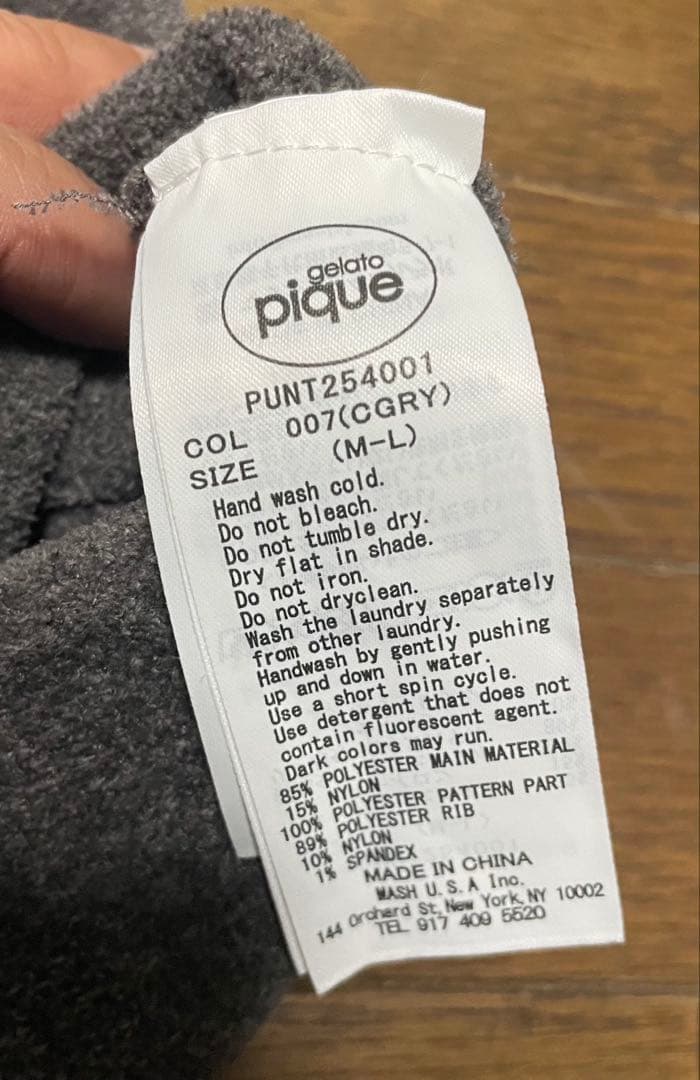 gelato
pique
PUNT254001
COL 007(CGRY)
SIZE (M-L)
Hand wash cold.
Do not bleach.
Do not tumble dry.
Dry flat in shade.
Do not iron.
Do not dryclean.
Wash the laundry separately
from other laundry.
Handwash by gently pushing
up and down in water.
Use a short spin cycle.
Use detergent that does not
contain fluorescent agent.
Dark colors may run.
85% POLYESTER MAIN MATERIAL
15% NYLON
100% POLYESTER PATTERN PART
89% POLYESTER RIB
10% NYLON
1% SPANDEX
MADE IN CHINA
MASH U.S.A Inc.
144 Orchard St, New York, NY 10002
TEL 917 409 5520